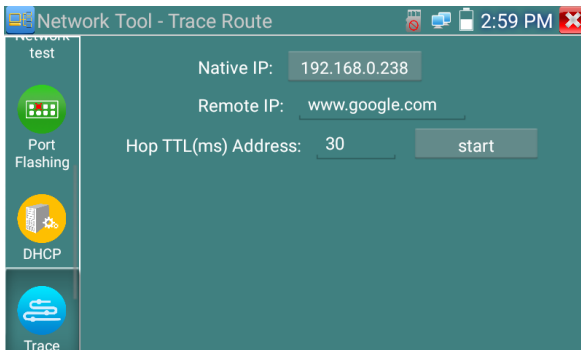 Network Tool - Trace Route
2:59 PM
Network
test
Port
Flashing
DHCP
Trace
Native IP: 192.168.0.238
Remote IP: www.google.com
Hop TTL(ms) Address: 30 start